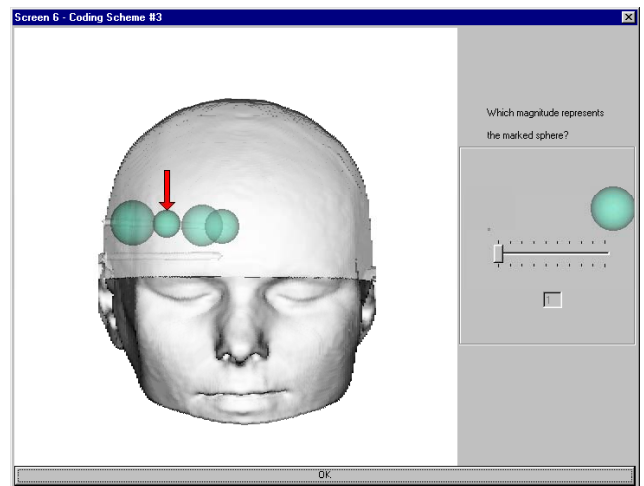 Screen 6 - Coding Scheme #3
Which magnitude represents
the marked sphere?
1
OK